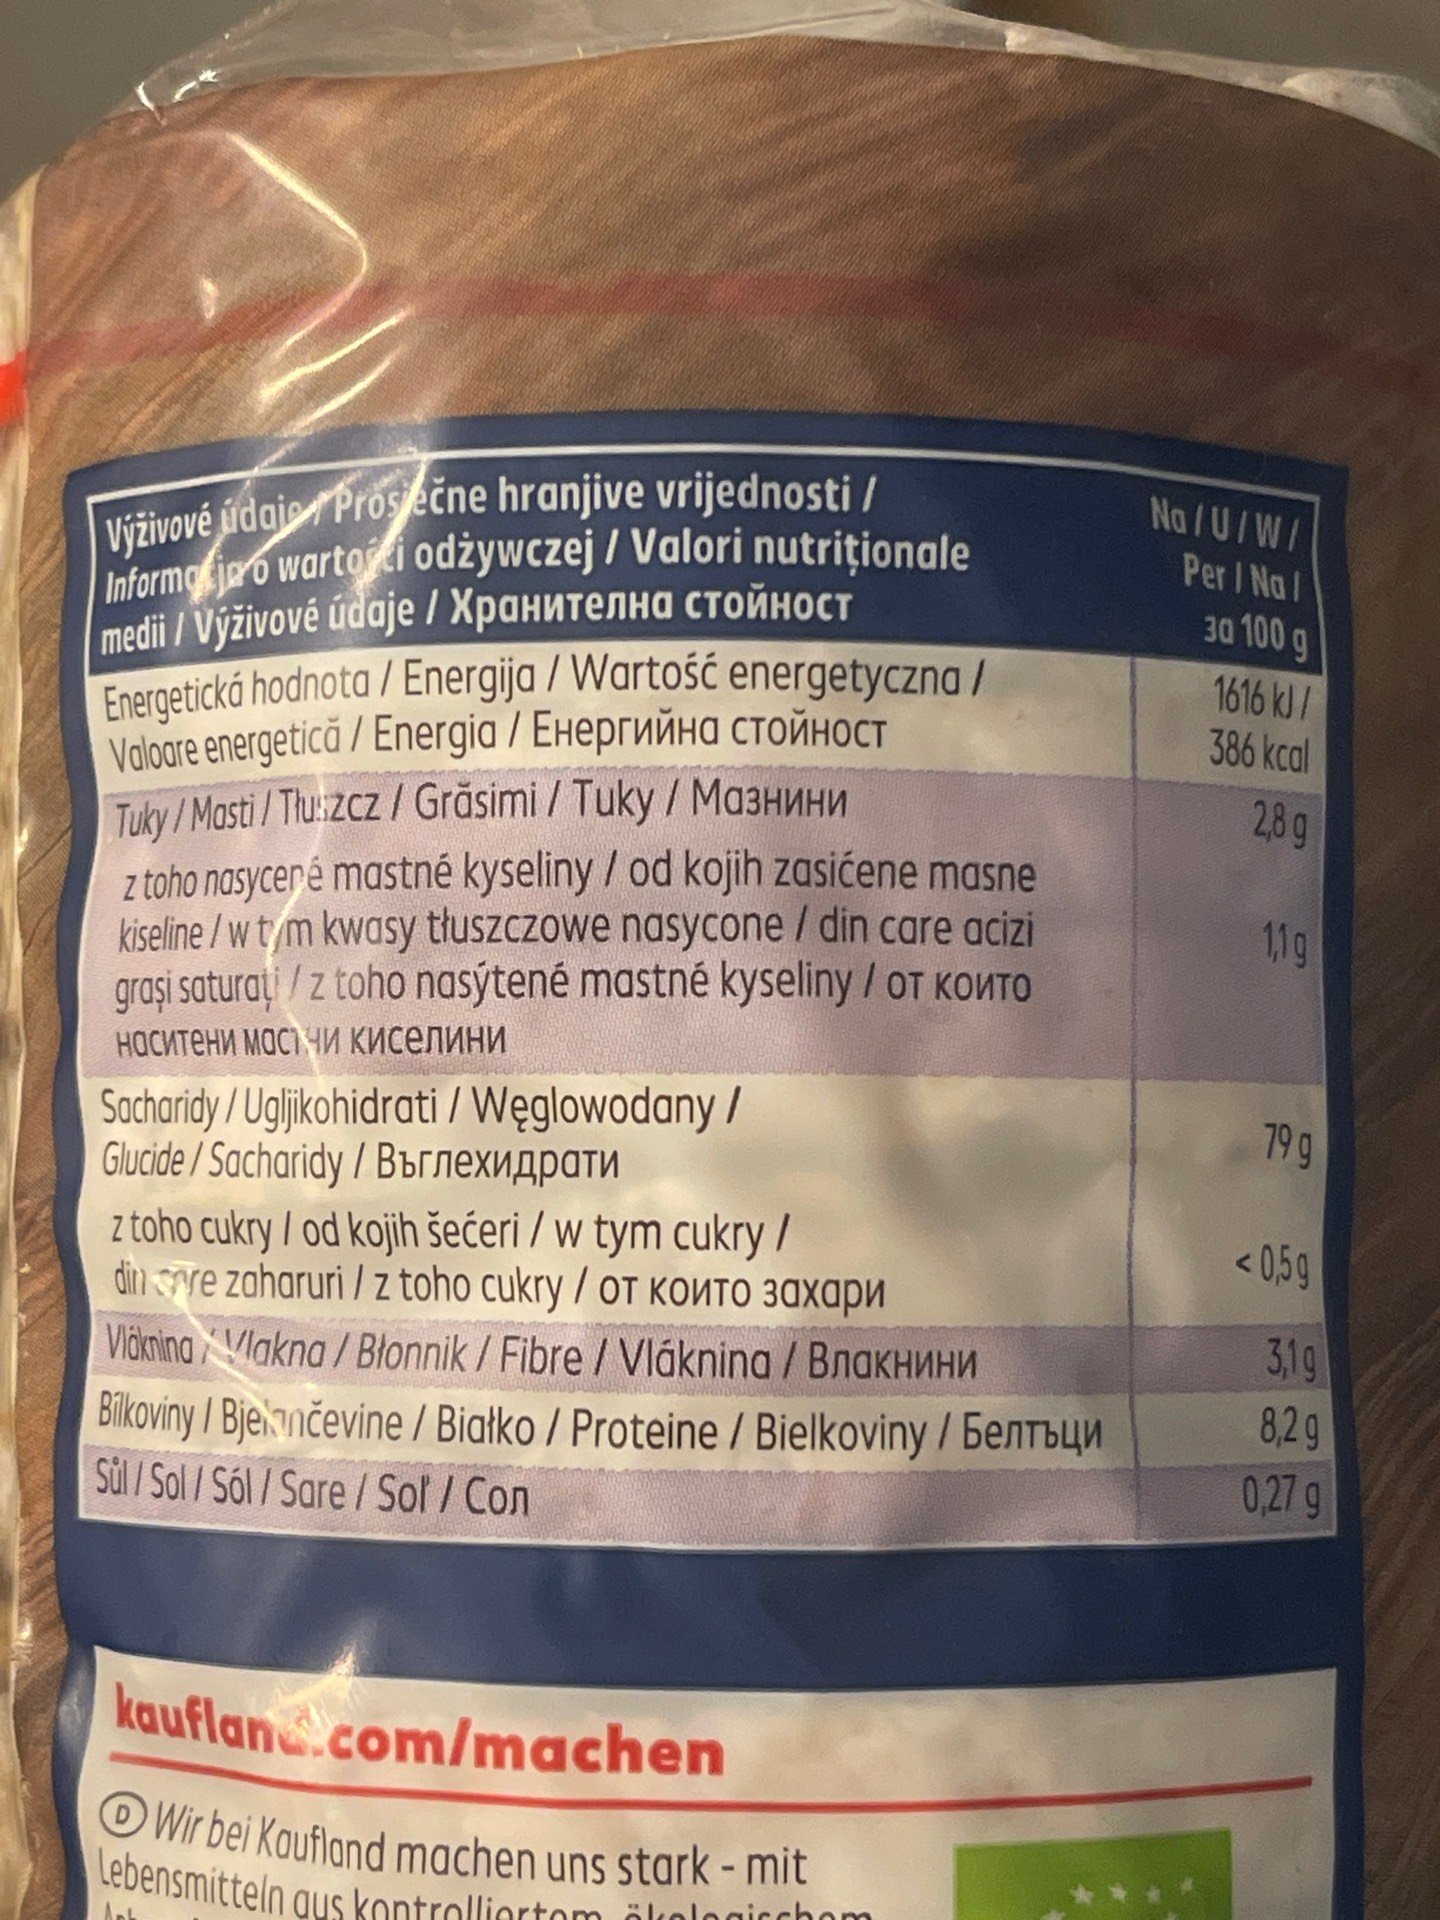 Výživové údaje / Prosječne hranjive vrijednosti /
Informacja o wartości odżywczej / Valori nutriționale
medii / Výživové údaje / Хранителна стойност
Na / U / W /
Per / Na /
за 100 g
Energetická hodnota / Energija / Wartość energetyczna /
Valoare energetică / Energia / Енергийна стойност
1616 kJ /
386 kcal
Tuky / Masti / Tłuszcz / Grăsimi / Tuky / Мазнини
2,8 g
z toho nasycené mastné kyseliny / od kojih zasićene masne
kiseline / w tym kwasy tłuszczowe nasycone / din care acizi
grași saturați / z toho nasýtené mastné kyseliny / от които
наситени мастни киселини
1,1 g
Sacharidy / Ugljikohidrati / Węglowodany /
Glucide / Sacharidy / Въглехидрати
79 g
z toho cukry / od kojih šećeri / w tym cukry /
din care zaharuri / z toho cukry / от които захари
< 0,5 g
Vláknina / Vlakna / Błonnik / Fibre / Vláknina / Влакнини
3,1 g
Bílkoviny / Bjelančevine / Białko / Proteine / Bielkoviny / Белтъци
8,2 g
Sůl / Sol / Sól / Sare / Soľ / Сол
0,27 g
kaufland.com/machen
D Wir bei Kaufland machen uns stark - mit
Lebensmitteln aus kontrolliertem ökologischem